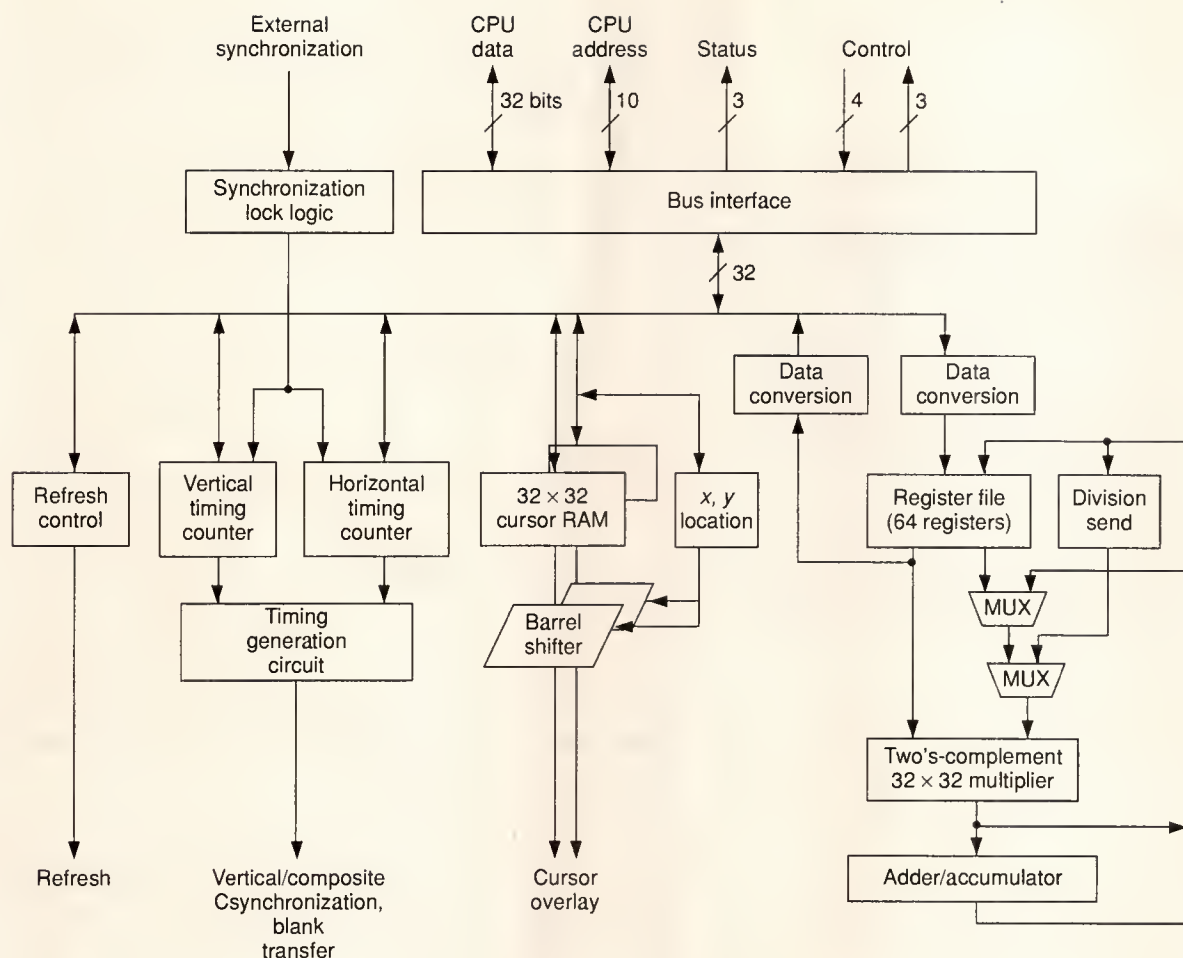 External
synchronization
CPU
data
CPU
address
Status
Control
32 bits
10
3
4
3
Synchronization
lock logic
Bus interface
32
Data
conversion
Data
conversion
Refresh
control
Vertical
timing
counter
Horizontal
timing
counter
32 × 32
cursor RAM
x, y
location
Register file
(64 registers)
Division
send
MUX
Timing
generation
circuit
Barrel
shifter
MUX
Two's-complement
32 × 32 multiplier
Adder/accumulator
Refresh
Vertical/composite
Csynchronization,
blank
transfer
Cursor
overlay